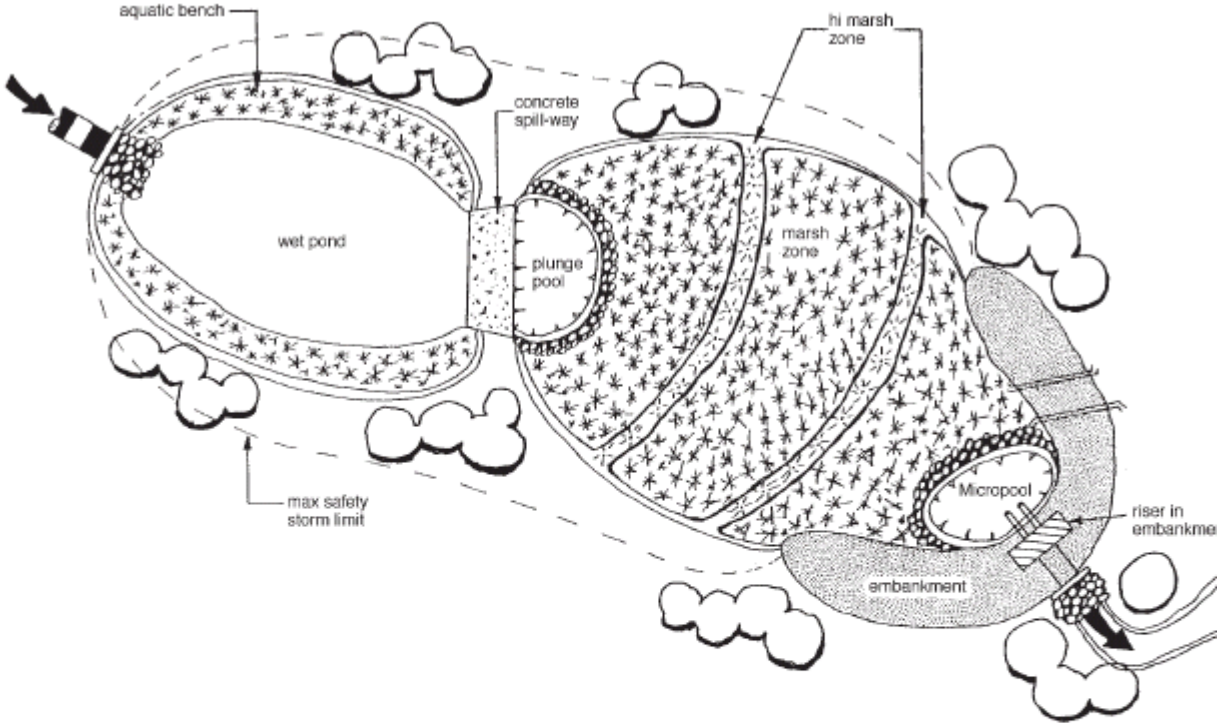 aquatic bench
hi marsh
zone
concrete
spill-way
wet pond
plunge
pool
marsh
zone
max safety
storm limit
Micropool
riser in
embankme
embankment